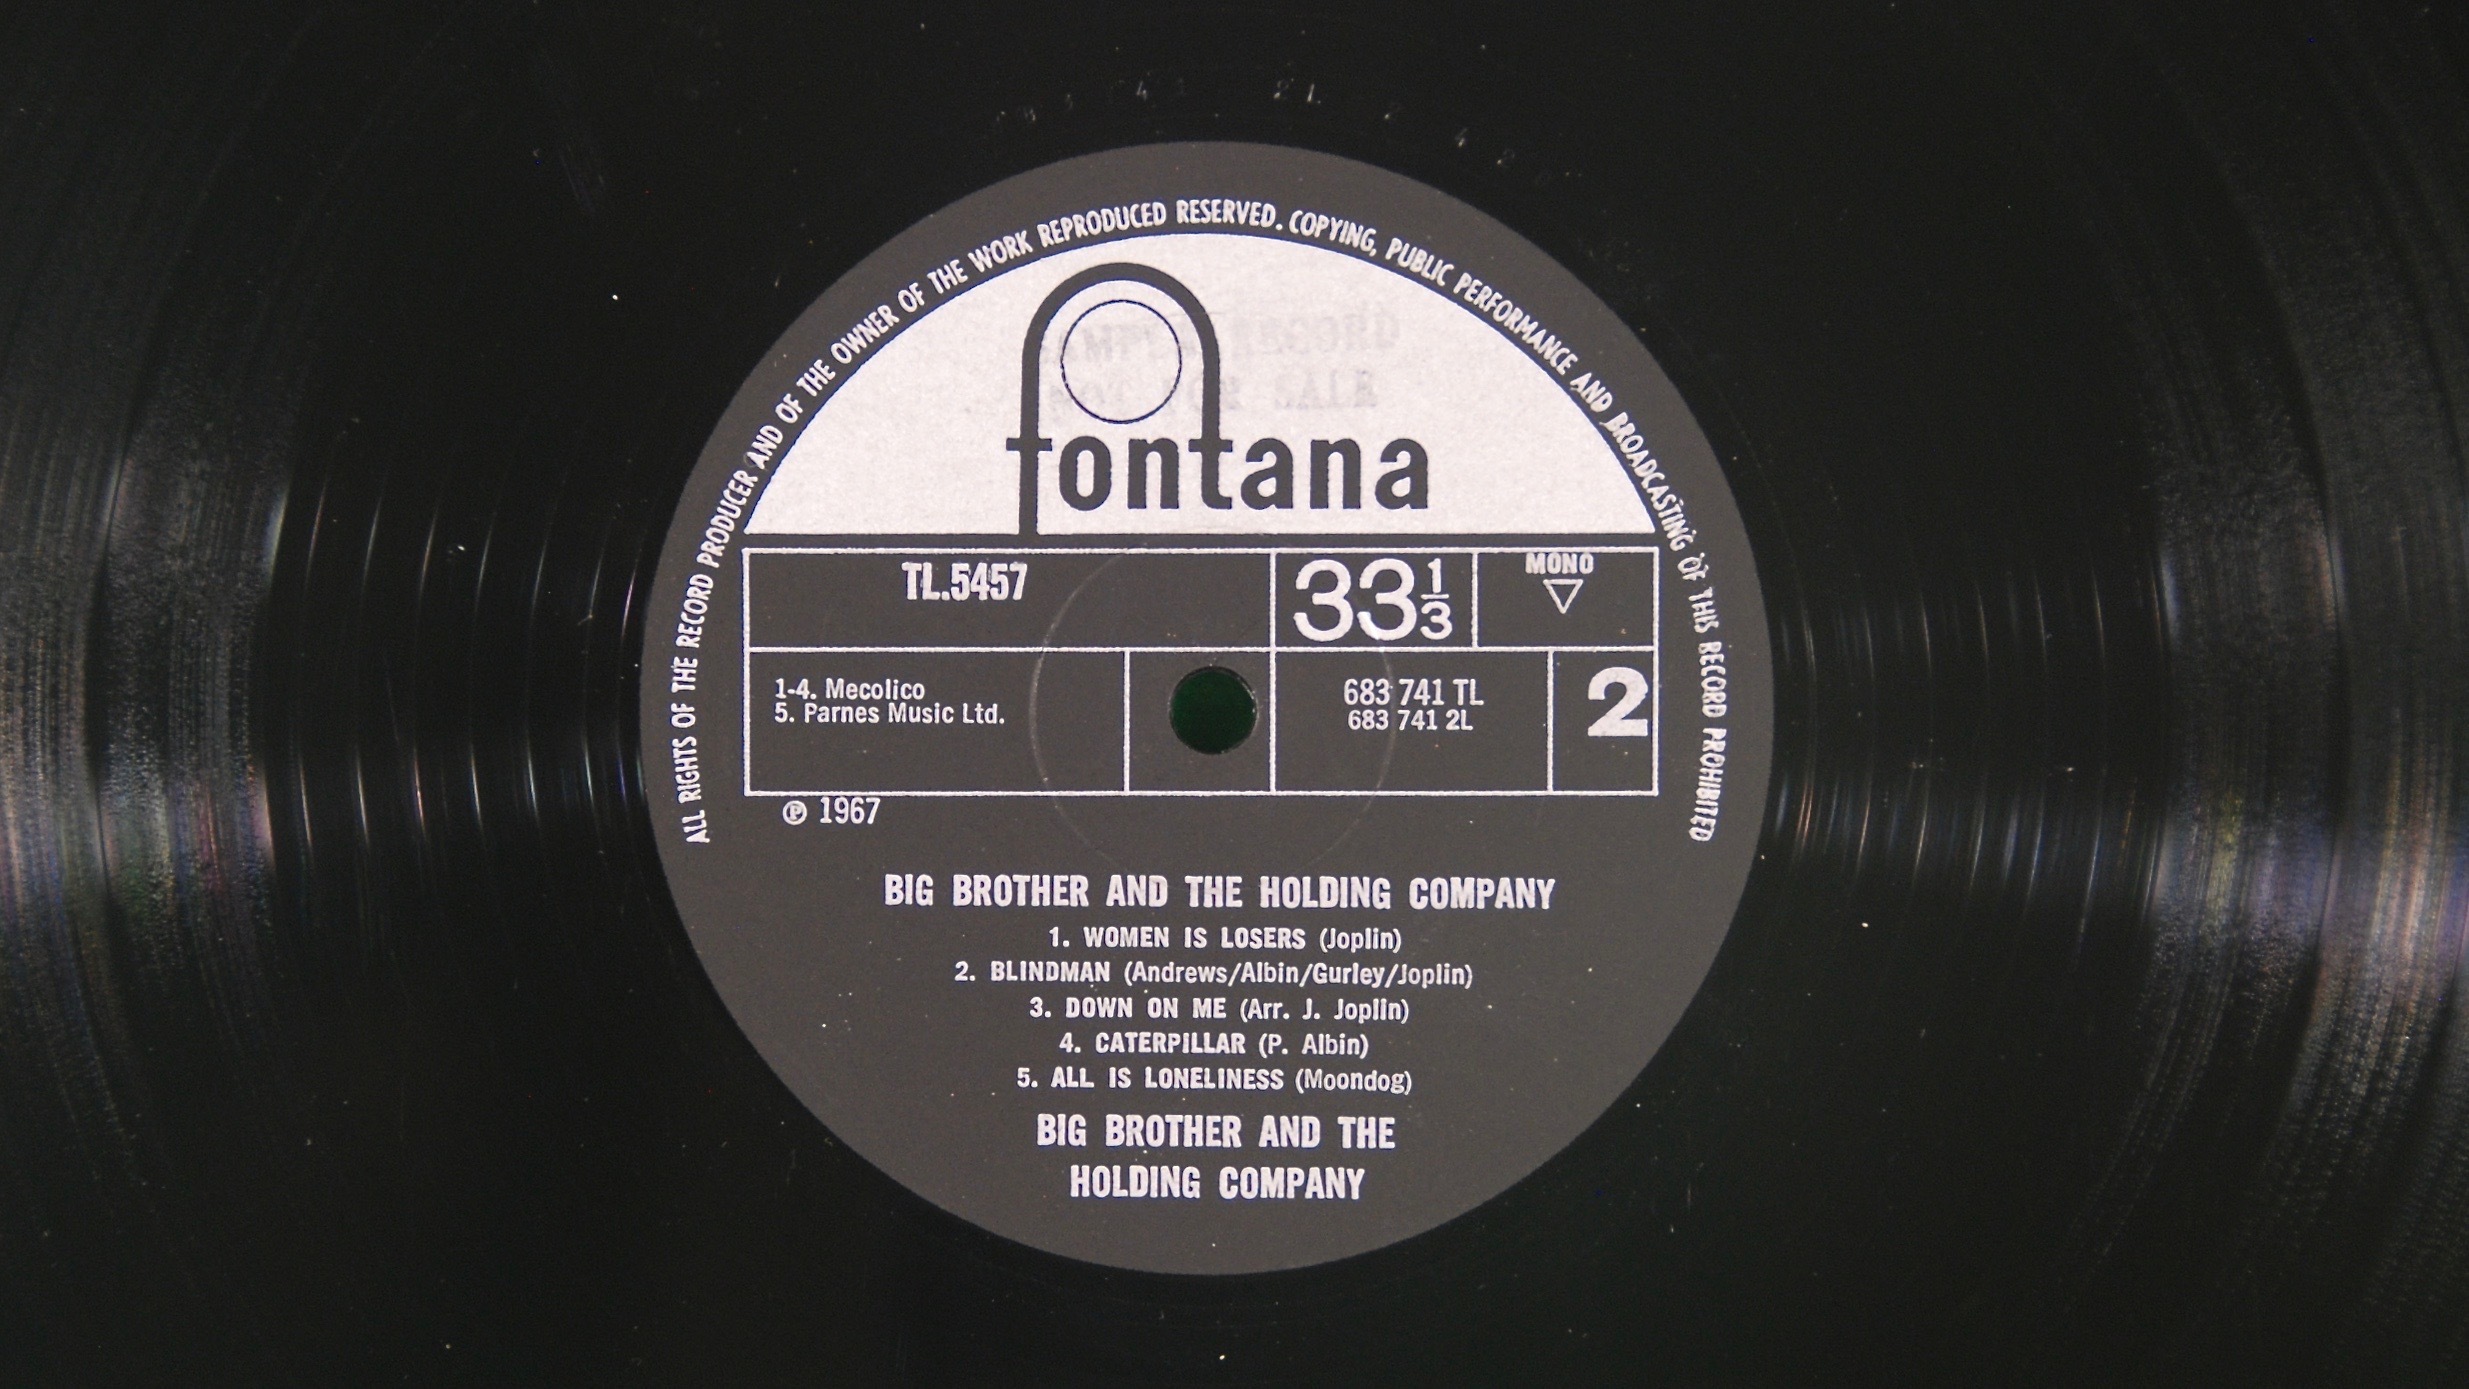 ALL RIGHTS OF THE RECORD PRODUCER AND OF THE OWNER OF THE WORK REPRODUCED RESERVED. COPYING, PUBLIC PERFORMANCE AND BROADCASTING OF THIS RECORD PROHIBITED
fontana
TL.5457
33 1/3
MONO
1-4. Mecolico
5. Parnes Music Ltd.
683 741 TL
683 741 2L
2
℗ 1967
BIG BROTHER AND THE HOLDING COMPANY
1. WOMEN IS LOSERS (Joplin)
2. BLINDMAN (Andrews/Albin/Gurley/Joplin)
3. DOWN ON ME (Arr. J. Joplin)
4. CATERPILLAR (P. Albin)
5. ALL IS LONELINESS (Moondog)
BIG BROTHER AND THE
HOLDING COMPANY